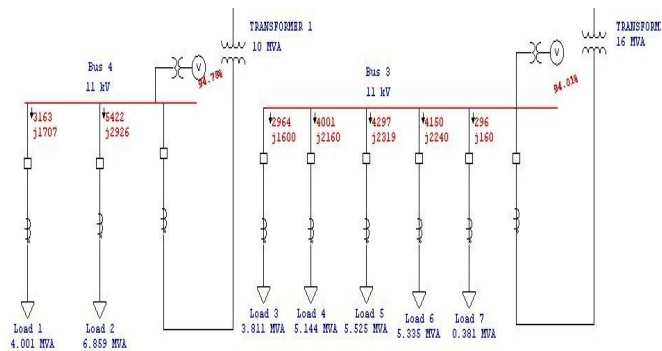 TRANSFORMER 1
10 MVA
TRANSFORM
16 MVA
Bus 4
11 kV
V
94.78%
Bus 3
11 kV
V
94.01%
3163
j1707
5422
j2926
2964
j1600
4001
j2160
4297
j2319
4150
j2240
296
j160
Load 1
4.001 MVA
Load 2
6.859 MVA
Load 3
3.811 MVA
Load 4
5.144 MVA
Load 5
5.525 MVA
Load 6
5.335 MVA
Load 7
0.381 MVA